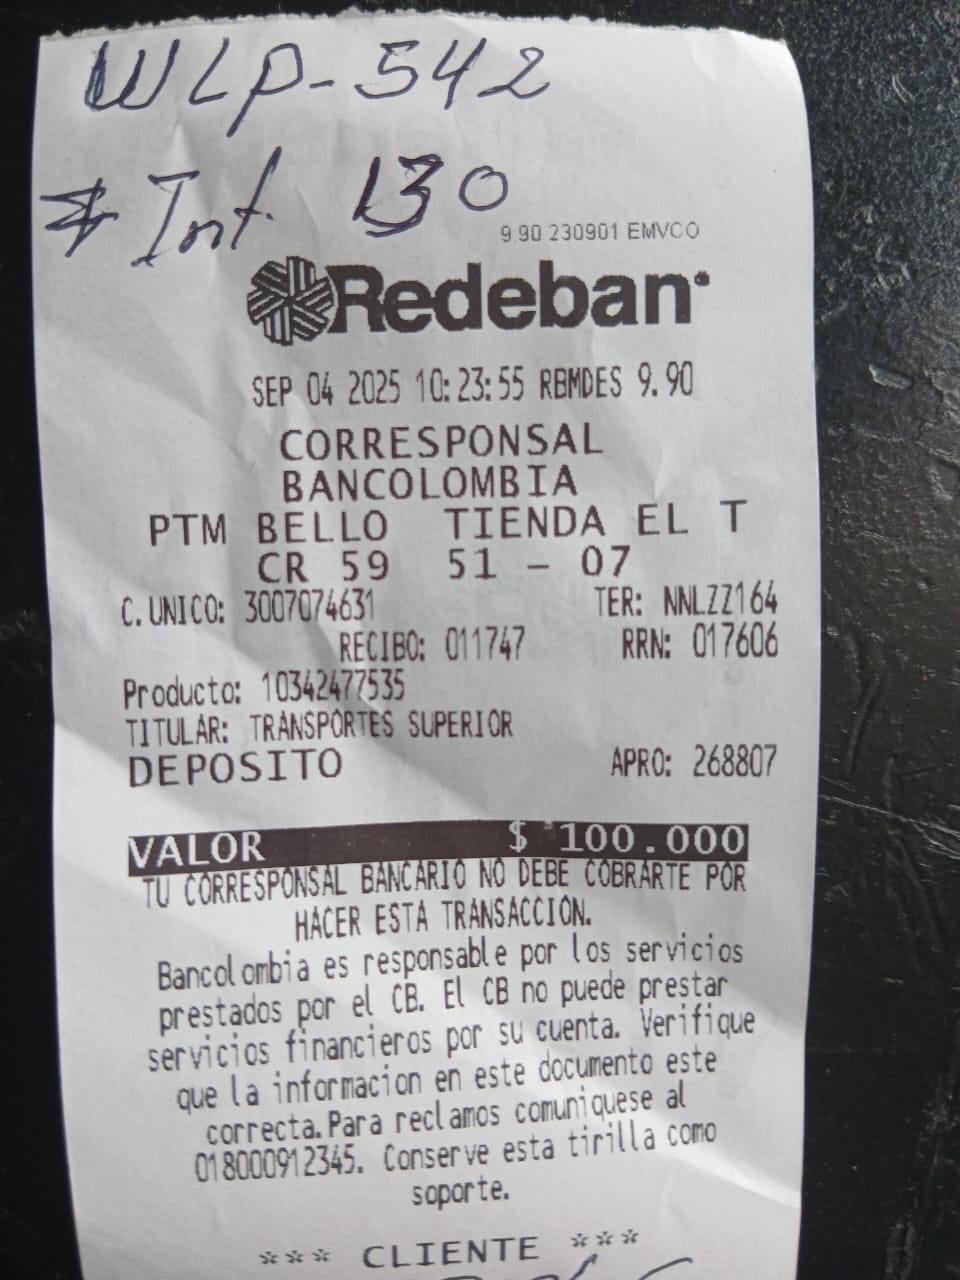 WLP-542
* Int. 130
9.90 230901 EMVCO
Redeban
SEP 04 2025 10:23:55 RBMDES 9.90
CORRESPONSAL
BANCOLOMBIA
PTM BELLO TIENDA EL T
CR 59 51 - 07
C. UNICO: 3007074631 TER: NNLZZ164
RECIBO: 011747 RRN: 017606
Producto: 10342477535
TITULAR: TRANSPORTES SUPERIOR
DEPOSITO APRO: 268807
VALOR $ 100.000
TU CORRESPONSAL BANCARIO NO DEBE COBRARTE POR
HACER ESTA TRANSACCION.
Bancolombia es responsable por los servicios
prestados por el CB. El CB no puede prestar
servicios financieros por su cuenta. Verifique
que la informacion en este documento este
correcta. Para reclamos comuniquese al
018000912345. Conserve esta tirilla como
soporte.
*** CLIENTE ***